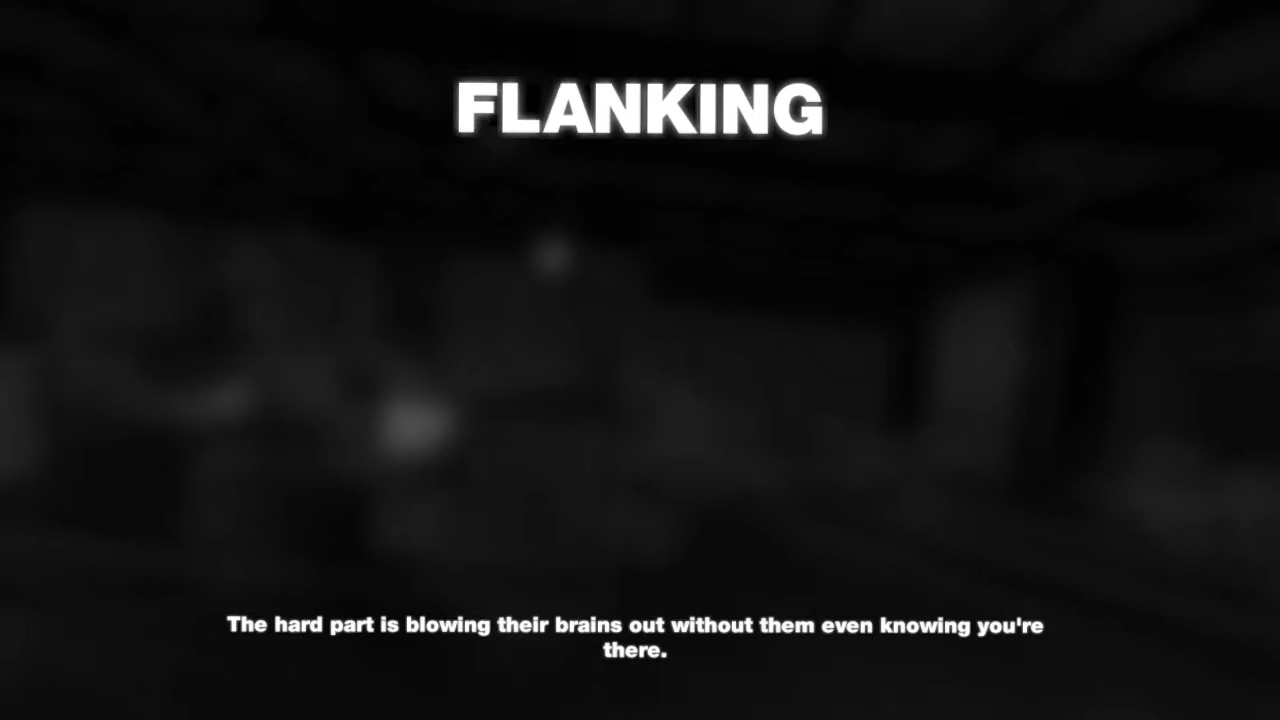 FLANKING
The hard part is blowing their brains out without them even knowing you're
there.